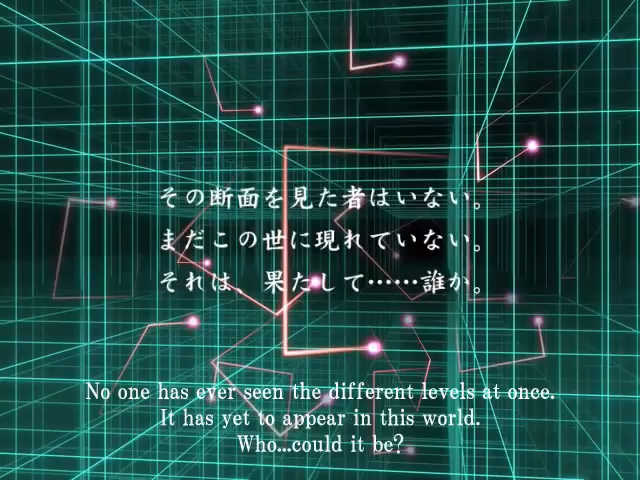 その断面を見た者はいない。
まだこの世に現れていない。
それは、果たして……誰か。
No one has ever seen the different levels at once.
It has yet to appear in this world.
Who...could it be?